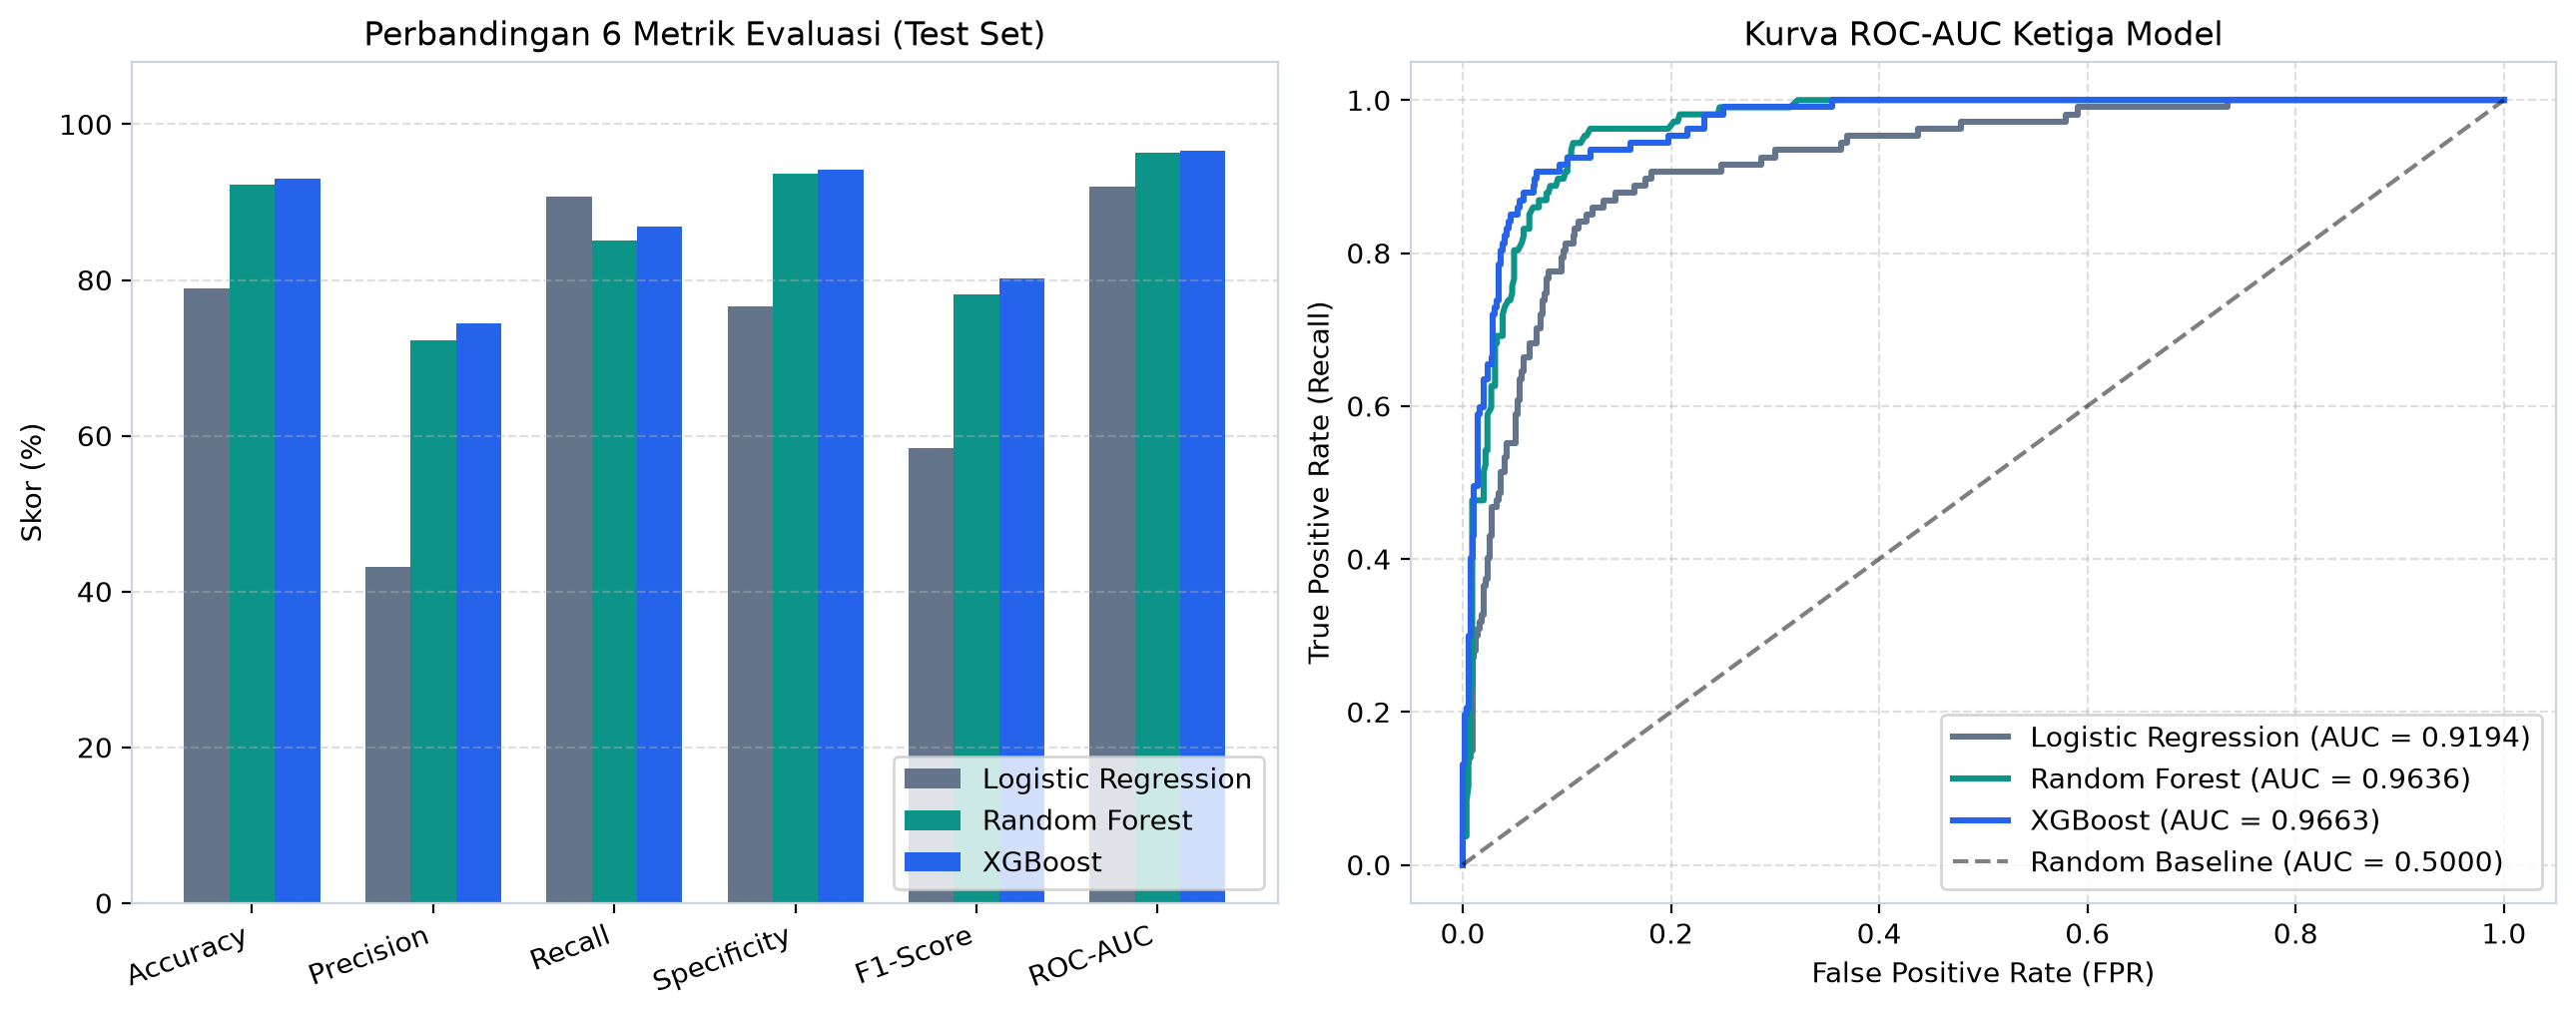 Perbandingan 6 Metrik Evaluasi (Test Set)
Skor (%)
100
80
60
40
20
0
Accuracy
Precision
Recall
Specificity
F1-Score
ROC-AUC
Logistic Regression
Random Forest
XGBoost
Kurva ROC-AUC Ketiga Model
True Positive Rate (Recall)
1.0
0.8
0.6
0.4
0.2
0.0
0.0
0.2
0.4
0.6
0.8
1.0
False Positive Rate (FPR)
Logistic Regression (AUC = 0.9194)
Random Forest (AUC = 0.9636)
XGBoost (AUC = 0.9663)
Random Baseline (AUC = 0.5000)